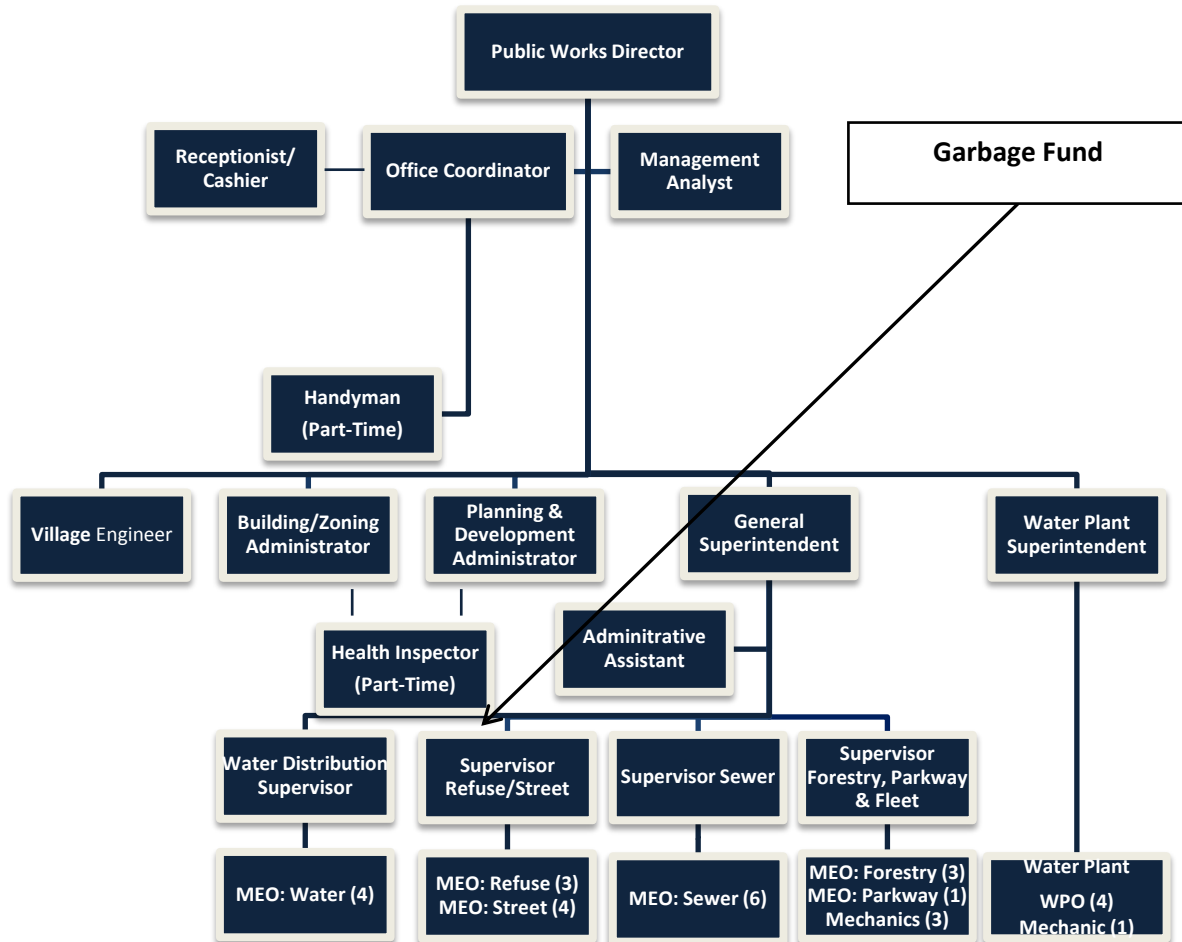 Public Works Director
Receptionist/
Cashier
Office Coordinator
Management
Analyst
Garbage Fund
Handyman
(Part-Time)
Village Engineer
Building/Zoning
Administrator
Planning &
Development
Administrator
General
Superintendent
Water Plant
Superintendent
Health Inspector
(Part-Time)
Adminitrative
Assistant
Water Distribution
Supervisor
Supervisor
Refuse/Street
Supervisor Sewer
Supervisor
Forestry, Parkway
& Fleet
MEO: Water (4)
MEO: Refuse (3)
MEO: Street (4)
MEO: Sewer (6)
MEO: Forestry (3)
MEO: Parkway (1)
Mechanics (3)
Water Plant
WPO (4)
Mechanic (1)